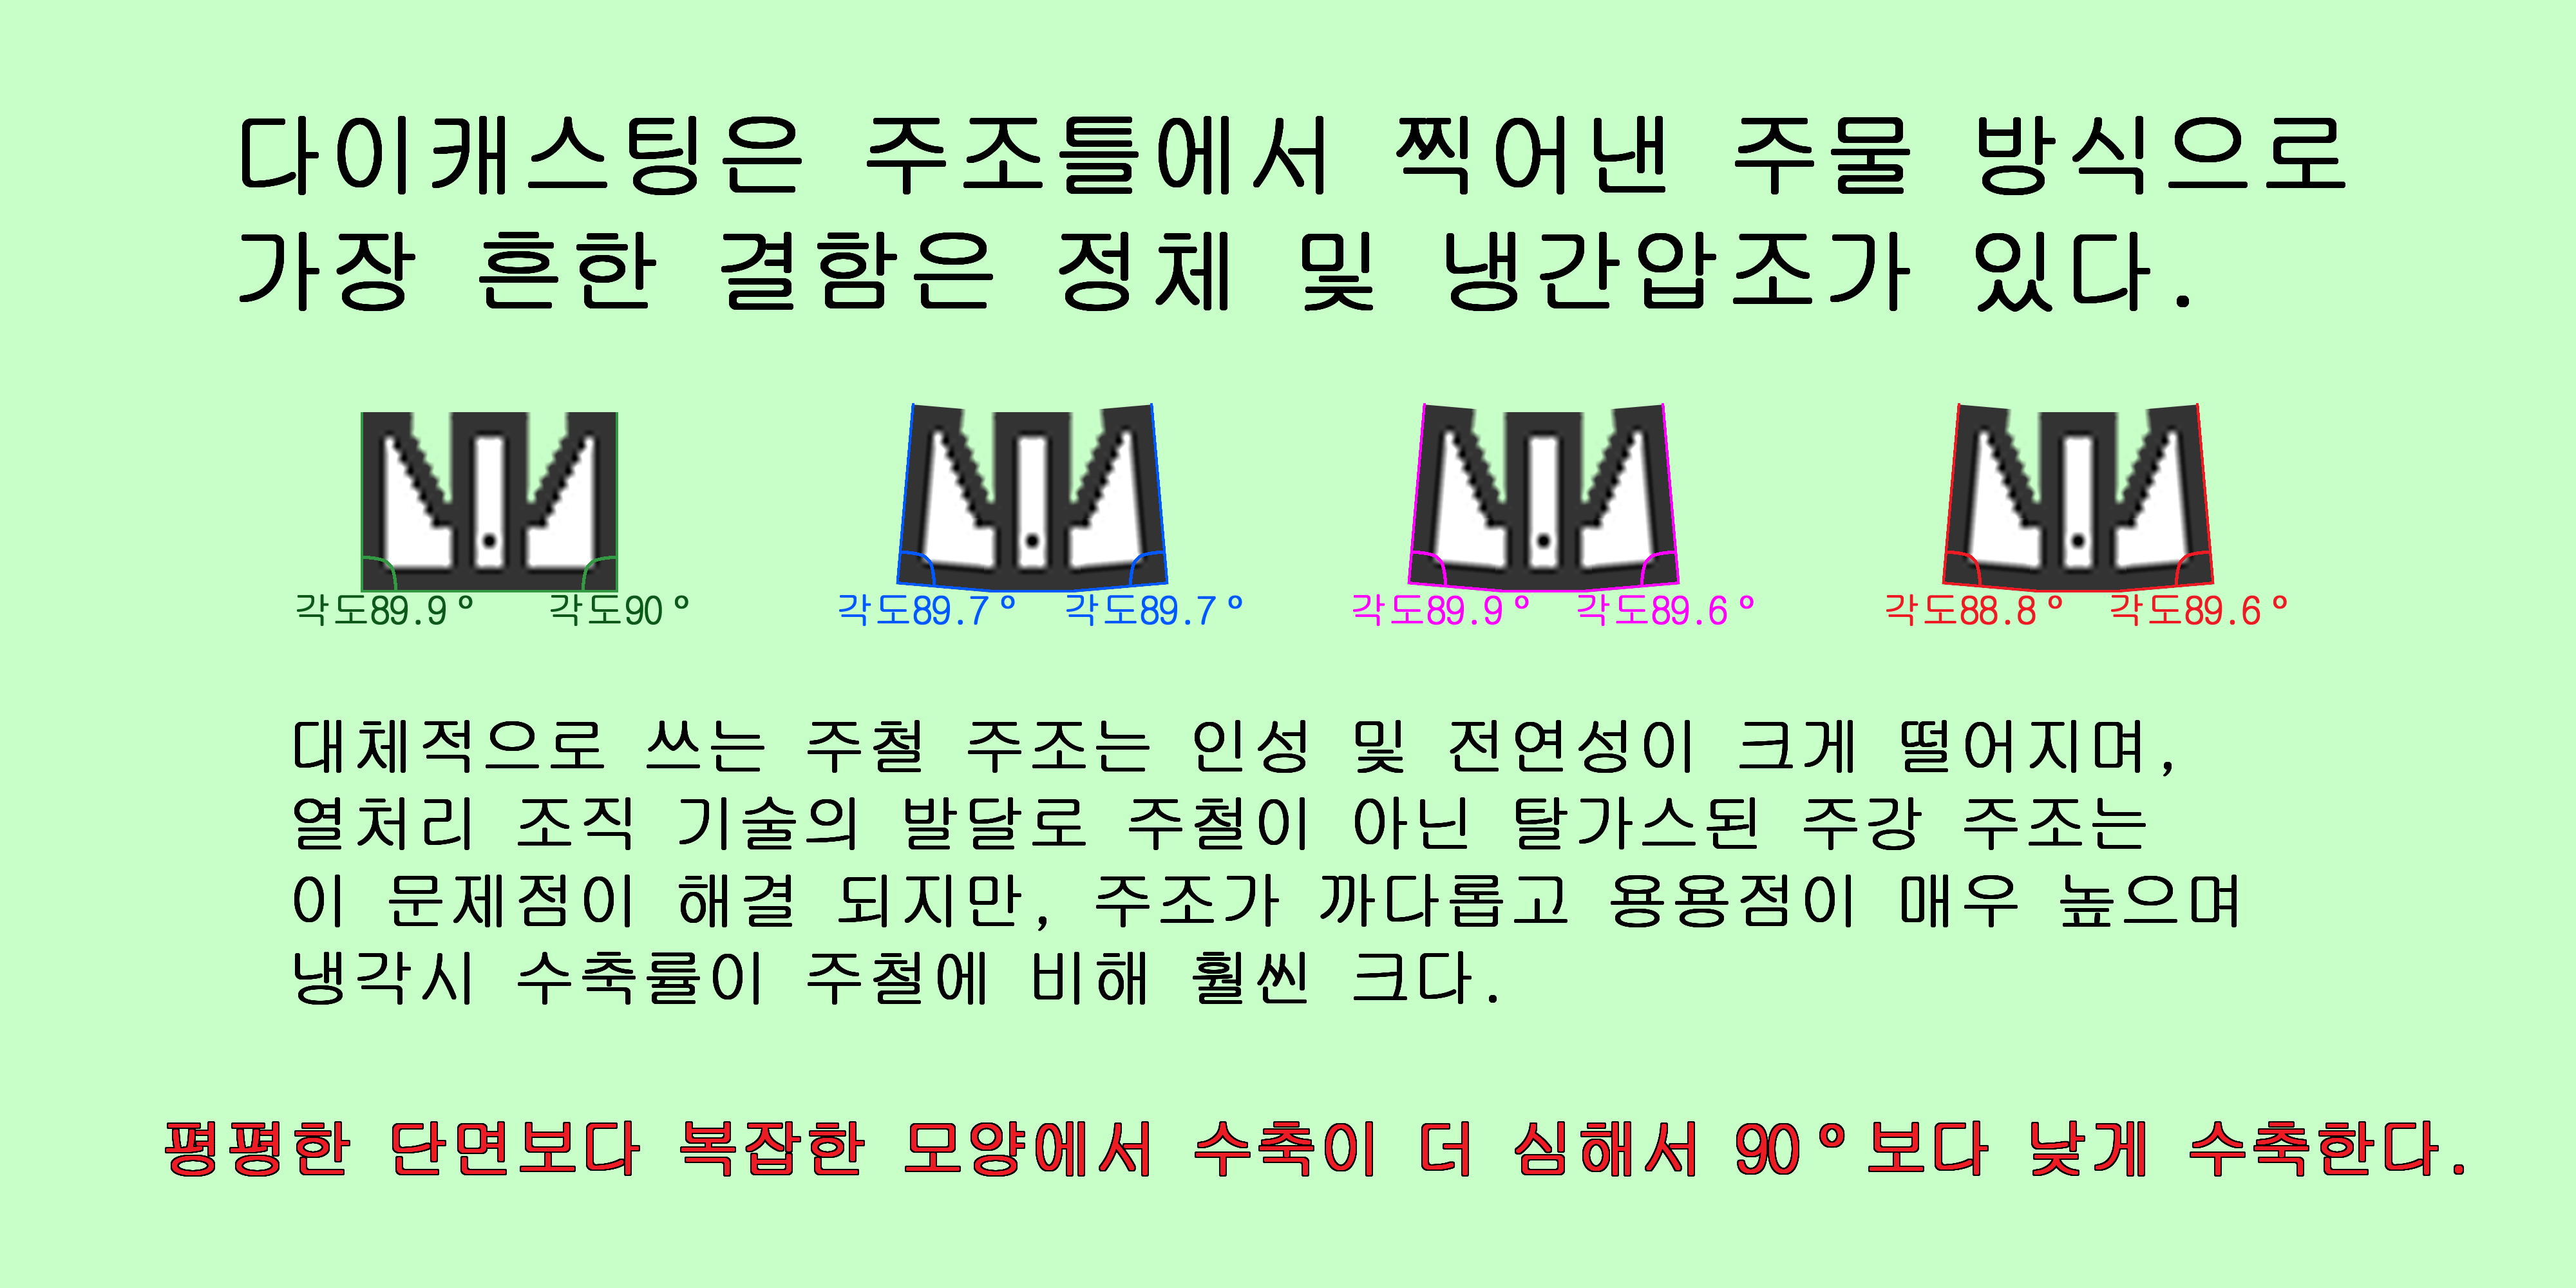 다이캐스팅은 주조틀에서 찍어낸 주물 방식으로
가장 흔한 결함은 정체 및 냉간압조가 있다.
각도89.9° 각도90° 각도89.7° 각도89.7° 각도89.9° 각도89.6° 각도88.8° 각도89.6°
대체적으로 쓰는 주철 주조는 인성 및 전연성이 크게 떨어지며,
열처리 조직 기술의 발달로 주철이 아닌 탈가스된 주강 주조는
이 문제점이 해결 되지만, 주조가 까다롭고 용용점이 매우 높으며
냉각시 수축률이 주철에 비해 훨씬 크다.
평평한 단면보다 복잡한 모양에서 수축이 더 심해서 90°보다 낮게 수축한다.